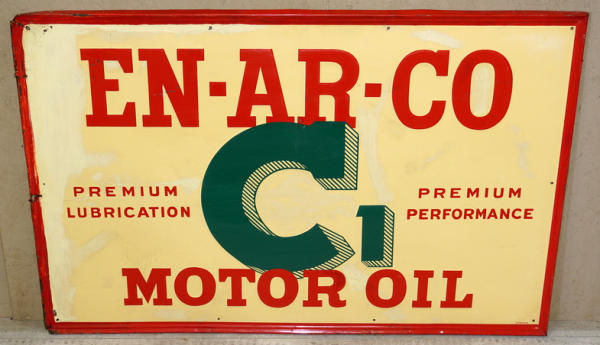 EN-AR-CO
C1
PREMIUM
LUBRICATION
PREMIUM
PERFORMANCE
MOTOR OIL